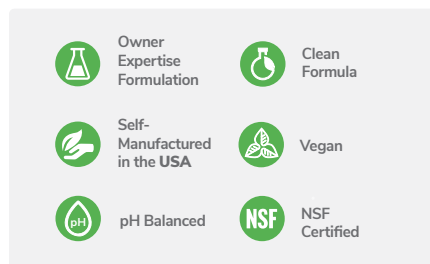 Owner
Expertise
Formulation
Clean
Formula
Self-
Manufactured
in the USA
Vegan
pH
pH Balanced
NSF
NSF
Certified